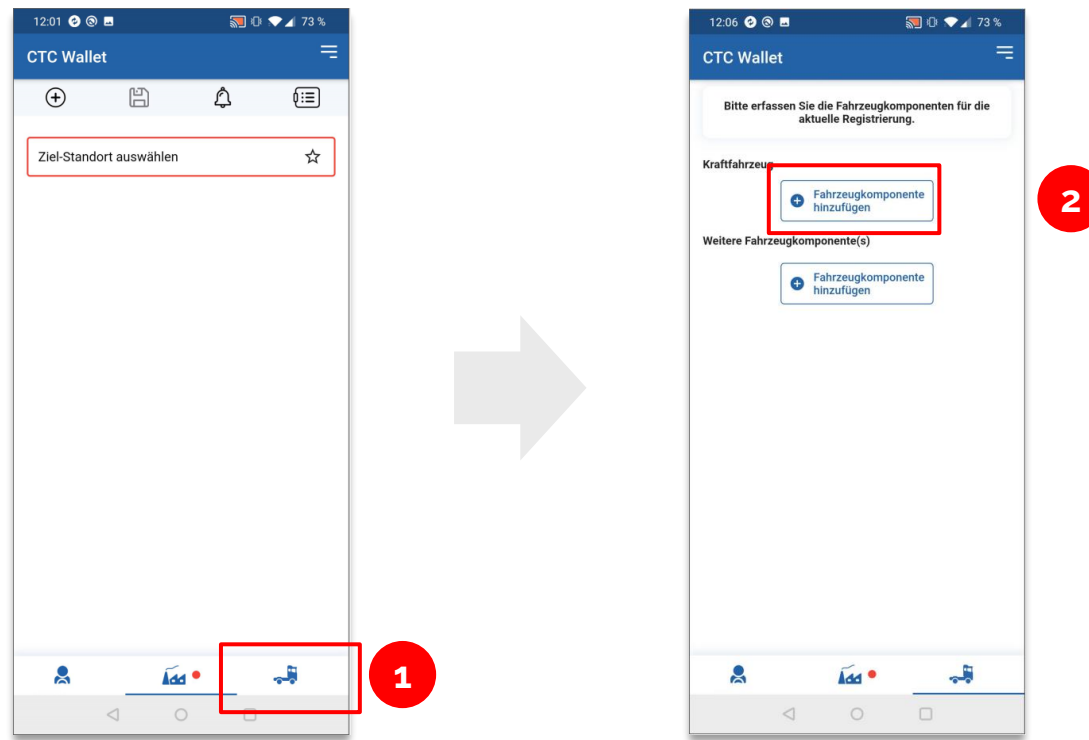 12:01
73 %
CTC Wallet
Ziel-Standort auswählen
1
12:06
73 %
CTC Wallet
Bitte erfassen Sie die Fahrzeugkomponenten für die
aktuelle Registrierung.
Kraftfahrzeug
Fahrzeugkomponente
hinzufügen
2
Weitere Fahrzeugkomponente(s)
Fahrzeugkomponente
hinzufügen